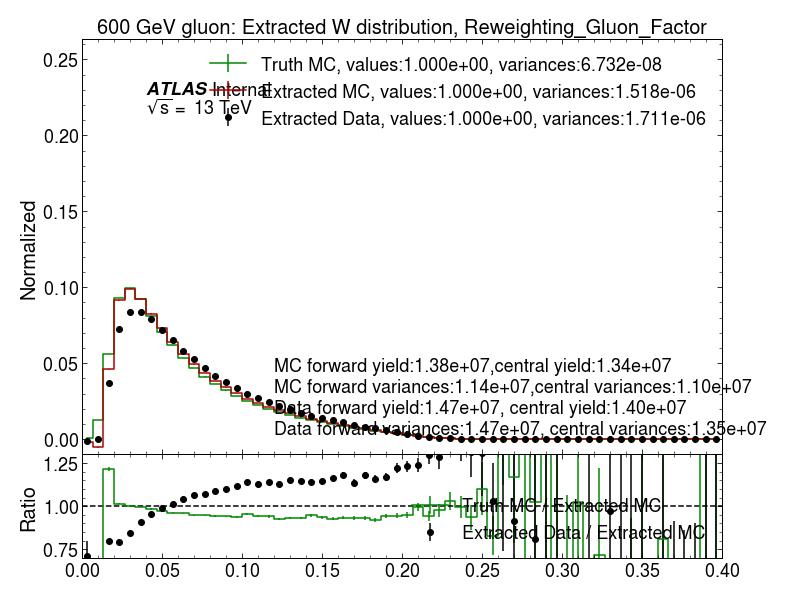 600 GeV gluon: Extracted W distribution, Reweighting_Gluon_Factor
Truth MC, values:1.000e+00, variances:6.732e-08
ATLAS Internal
Extracted MC, values:1.000e+00, variances:1.518e-06
√s = 13 TeV
Extracted Data, values:1.000e+00, variances:1.711e-06
Normalized
0.25
0.20
0.15
0.10
0.05
0.00
MC forward yield:1.38e+07,central yield:1.34e+07
MC forward variances:1.14e+07,central variances:1.10e+07
Data forward yield:1.47e+07, central yield:1.40e+07
Data forward variances:1.47e+07, central variances:1.35e+07
Ratio
1.25
1.00
0.75
Truth MC / Extracted MC
Extracted Data / Extracted MC
0.00 0.05 0.10 0.15 0.20 0.25 0.30 0.35 0.40